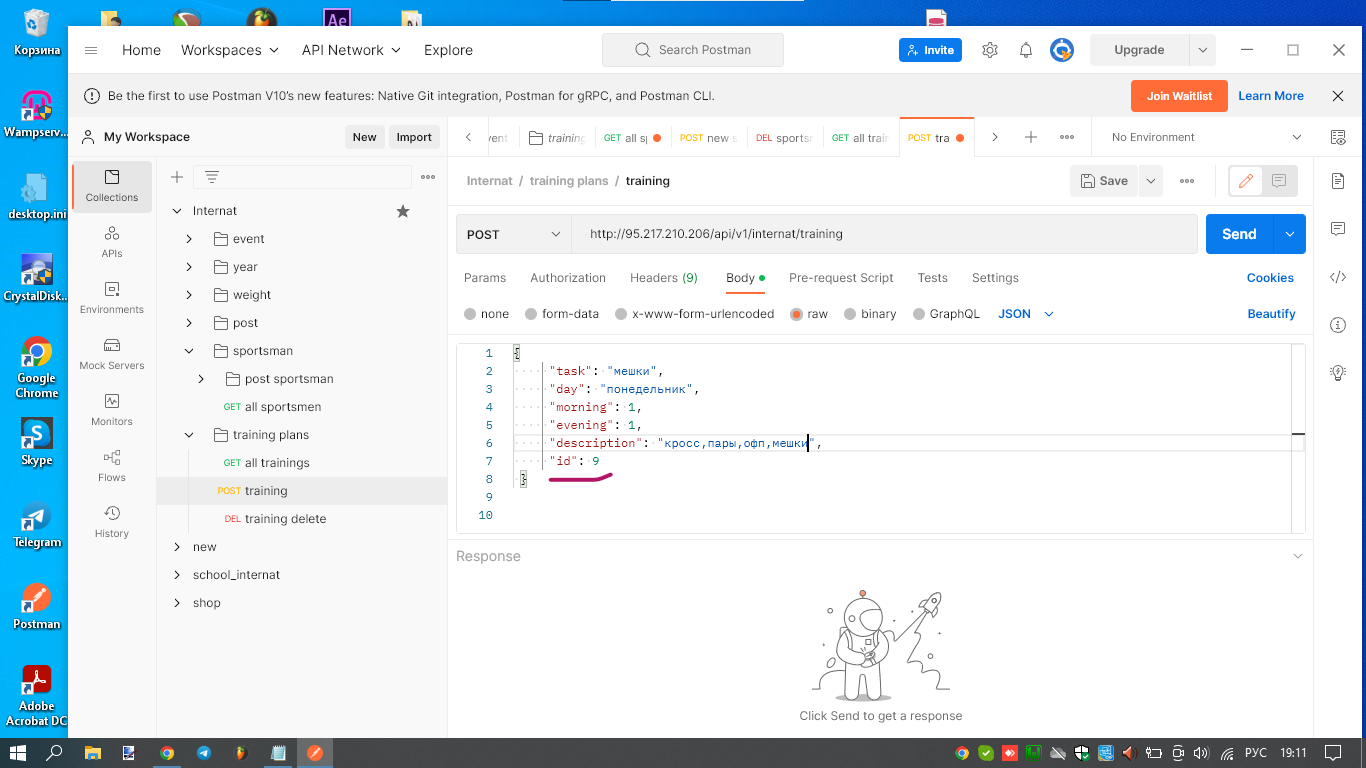 Корзина
Wampserv...
desktop.ini
CrystalDisk...
Google Chrome
Skype
Telegram
Postman
Adobe Acrobat DC
Ae
Home Workspaces API Network Explore
Search Postman
Invite
Upgrade
Be the first to use Postman V10's new features: Native Git integration, Postman for gRPC, and Postman CLI.
Join Waitlist Learn More
My Workspace
New Import
Collections
APIs
Environments
Mock Servers
Monitors
Flows
History
Internat
event
year
weight
post
sportsman
post sportsman
GET all sportsmen
training plans
GET all trainings
POST training
DEL training delete
new
school_internat
shop
training GET all sp POST new s DEL sportsr GET all train POST tra
No Environment
Internat / training plans / training
Save
POST http://95.217.210.206/api/v1/internat/training
Send
Params Authorization Headers (9) Body Pre-request Script Tests Settings Cookies
none form-data x-www-form-urlencoded raw binary GraphQL JSON Beautify
1 {
2 "task": "мешки",
3 "day": "понедельник",
4 "morning": 1,
5 "evening": 1,
6 "description": "кросс,пары,офп,мешки",
7 "id": 9
8 }
9
10
Response
Click Send to get a response
РУС 19:11